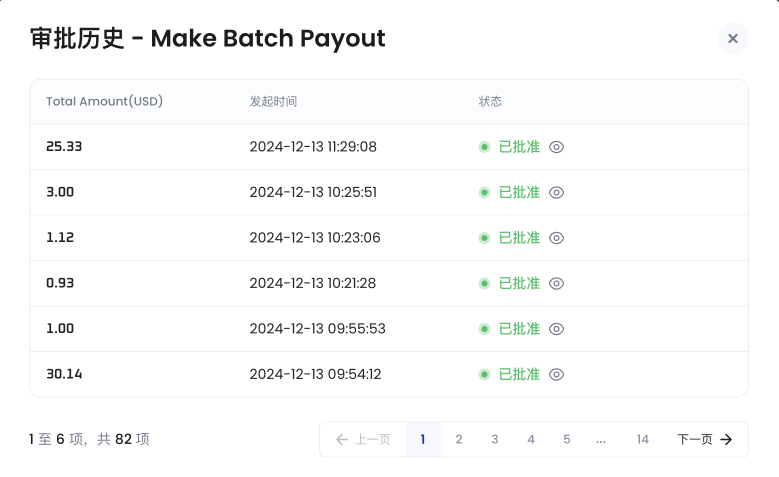 审批历史 - Make Batch Payout
Total Amount(USD) 发起时间 状态
25.33 2024-12-13 11:29:08 已批准
3.00 2024-12-13 10:25:51 已批准
1.12 2024-12-13 10:23:06 已批准
0.93 2024-12-13 10:21:28 已批准
1.00 2024-12-13 09:55:53 已批准
30.14 2024-12-13 09:54:12 已批准
1 至 6 项, 共 82 项 ← 上一页 1 2 3 4 5 ... 14 下一页 →